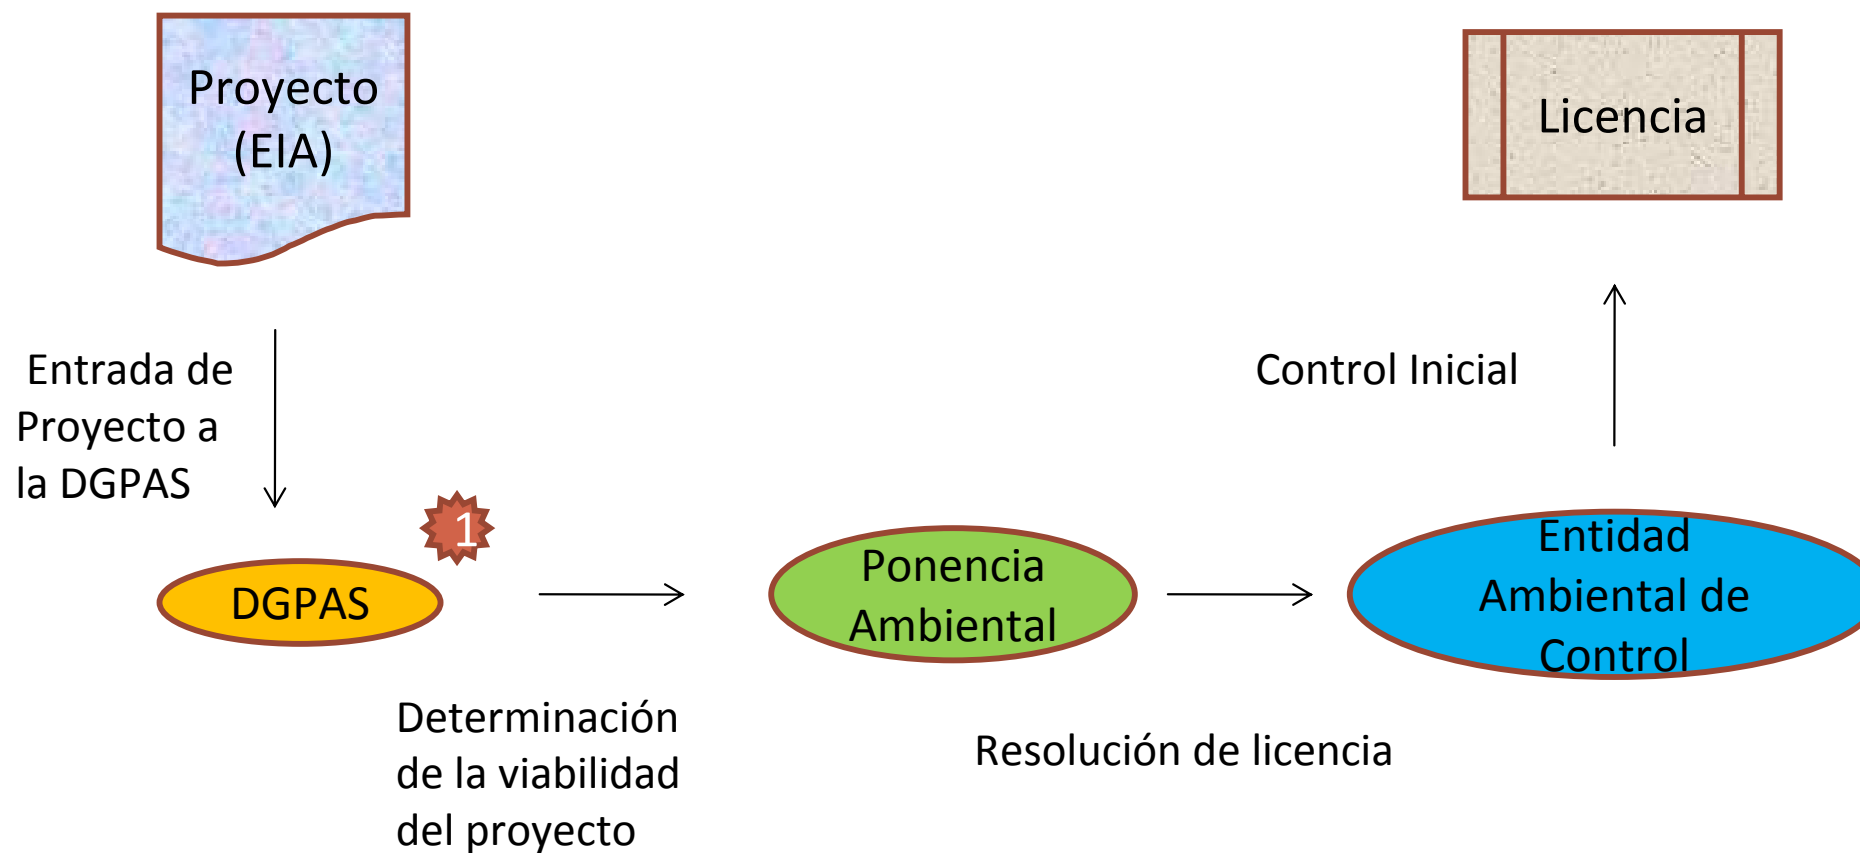 Proyecto
(EIA)
Licencia
Entrada de
Proyecto a
la DGPAS
Control Inicial
1
DGPAS
Ponencia
Ambiental
Entidad
Ambiental de
Control
Determinación
de la viabilidad
del proyecto
Resolución de licencia